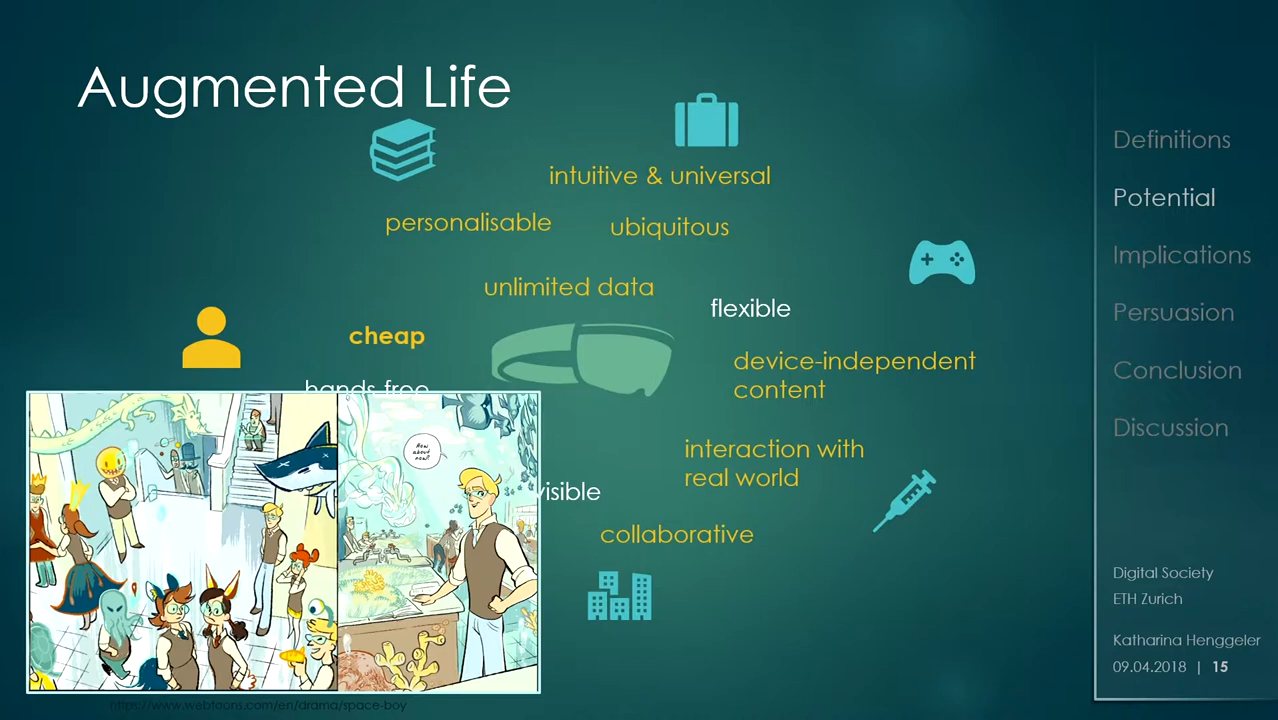 Augmented Life
intuitive & universal
personalisable
ubiquitous
unlimited data
flexible
cheap
device-independent
content
hands free
interaction with
real world
visible
collaborative
How
about
now?
https://www.webtoons.com/en/drama/space-boy
Definitions
Potential
Implications
Persuasion
Conclusion
Discussion
Digital Society
ETH Zurich
Katharina Henggeler
09.04.2018 | 15